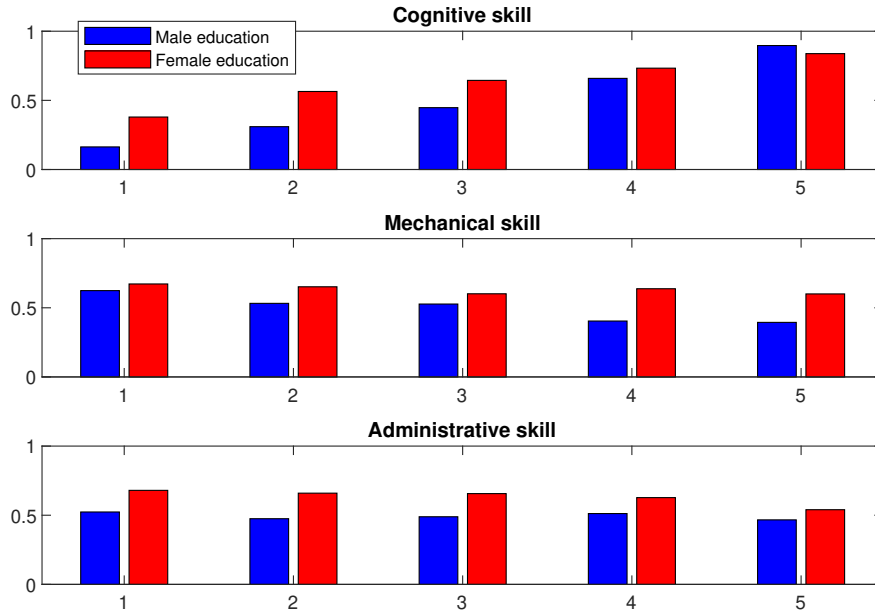 Cognitive skill
1
Male education
Female education
0.5
0
1 2 3 4 5
Mechanical skill
1
0.5
0
1 2 3 4 5
Administrative skill
1
0.5
0
1 2 3 4 5